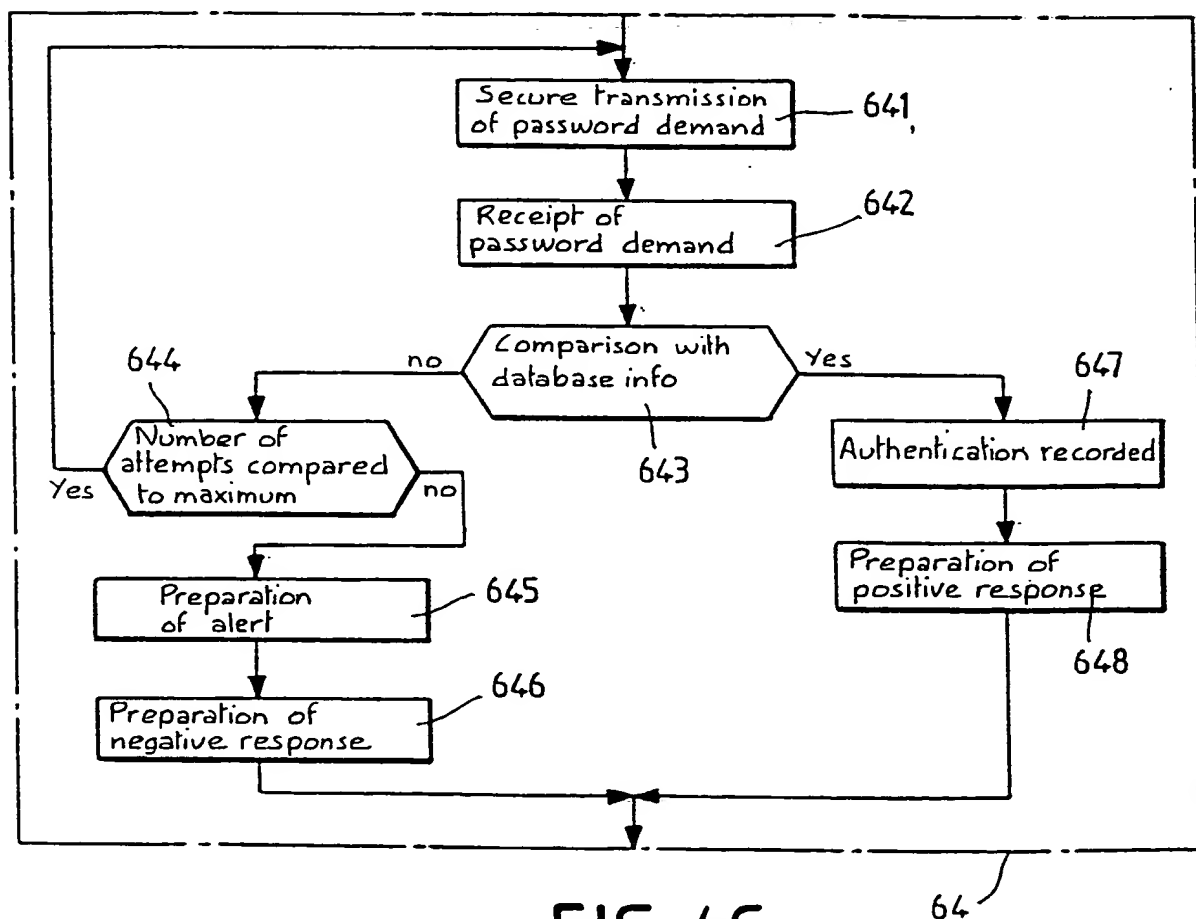 Secure transmission
of password demand
641,
Receipt of
password demand
642
Comparison with
database info
643
no
Yes
644
Number of
attempts compared
to maximum
Yes
no
647
Authentication recorded
Preparation
of alert
645
Preparation of
positive response
648
Preparation of
negative response
646
64